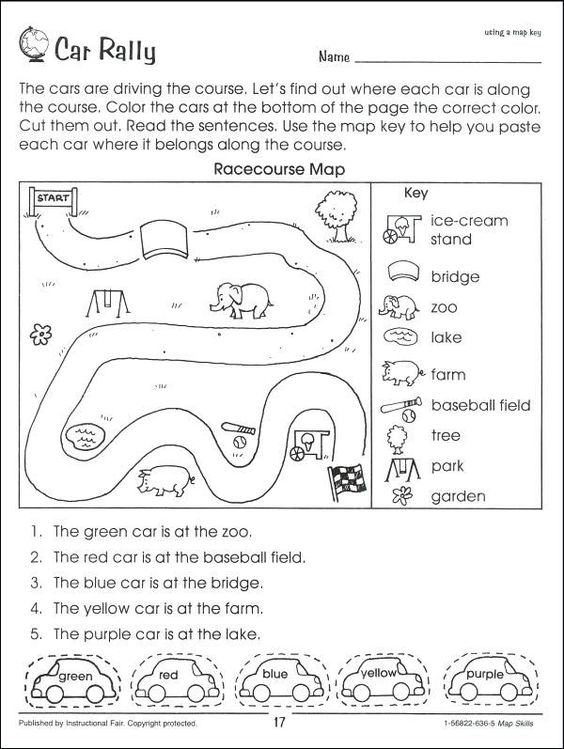 using a map key
Car Rally
Name
The cars are driving the course. Let's find out where each car is along
the course. Color the cars at the bottom of the page the correct color.
Cut them out. Read the sentences. Use the map key to help you paste
each car where it belongs along the course.
Racecourse Map
START
Key
ice-cream
stand
bridge
zoo
lake
farm
baseball field
tree
park
garden
1. The green car is at the zoo.
2. The red car is at the baseball field.
3. The blue car is at the bridge.
4. The yellow car is at the farm.
5. The purple car is at the lake.
green
red
blue
yellow
purple
Published by Instructional Fair. Copyright protected.
17
1-56822-636-5 Map Skills